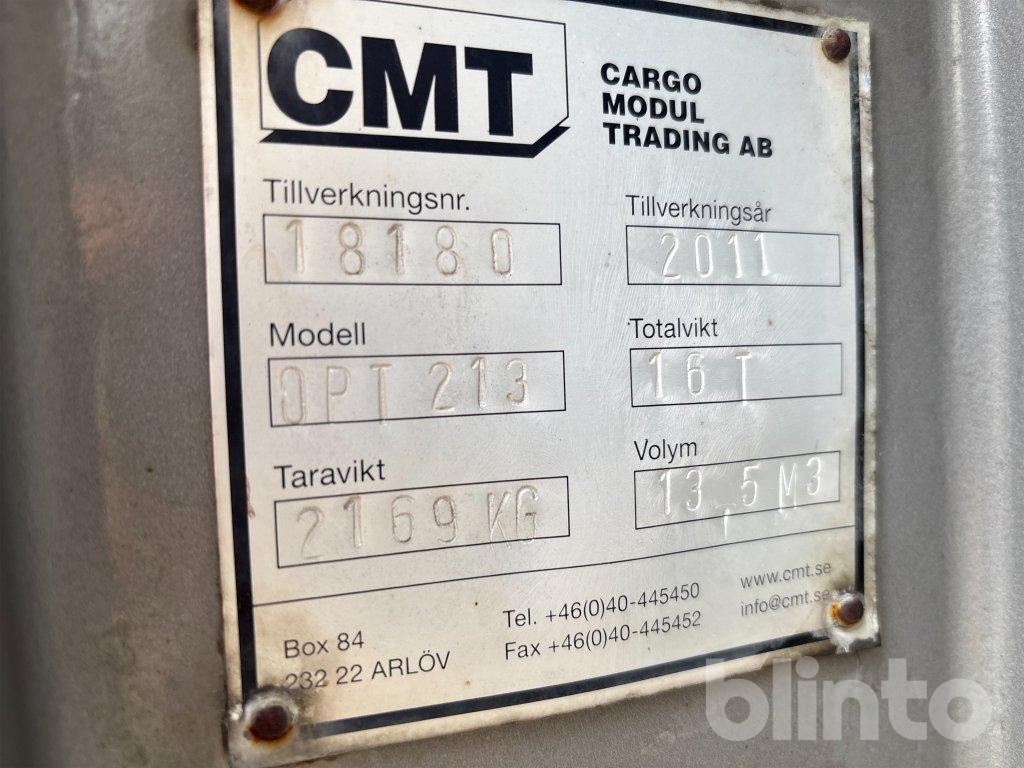 CMT
CARGO
MODUL
TRADING AB
Tillverkningsnr.
18180
Tillverkningsår
2011
Modell
OPT 213
Totalvikt
16 T
Taravikt
2169 KG
Volym
13,5 M3
Box 84
232 22 ARLÖV
Tel. +46(0)40-445450
Fax +46(0)40-445452
www.cmt.se
info@cmt.se
blinto